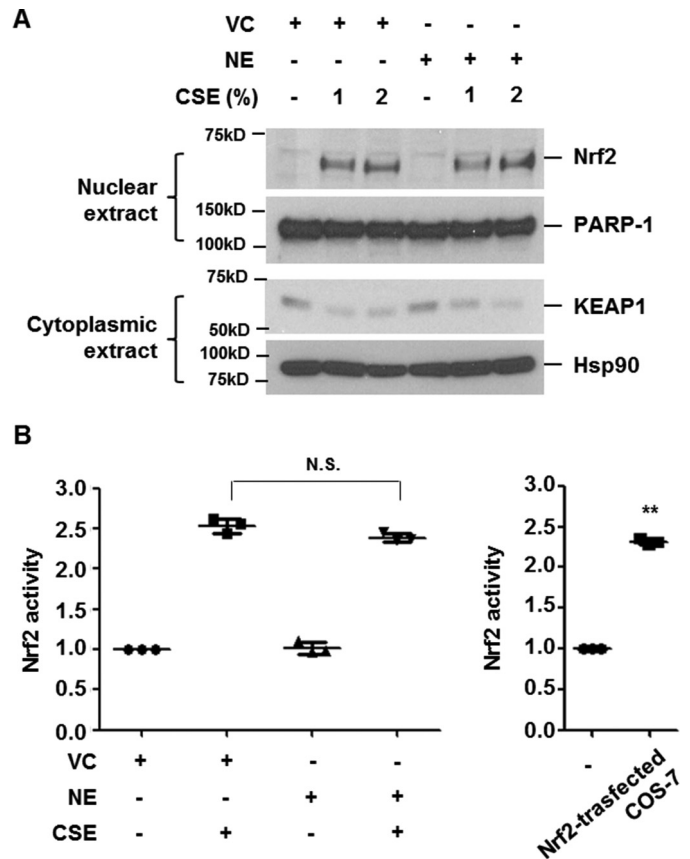 A
VC + + + - - -
NE - - - + + +
CSE (%) - 1 2 - 1 2
75kD
Nrf2
Nuclear
extract
150kD
PARP-1
100kD
75kD
KEAP1
Cytoplasmic
extract
50kD
100kD
Hsp90
75kD
B
N.S.
Nrf2 activity
3.0
2.5
2.0
1.5
1.0
0.5
0.0
VC + + - -
NE - - + +
CSE - + - +
Nrf2 activity
3.0
2.5
2.0
1.5
1.0
0.5
0.0
**
-
Nrf2-trasfected
COS-7